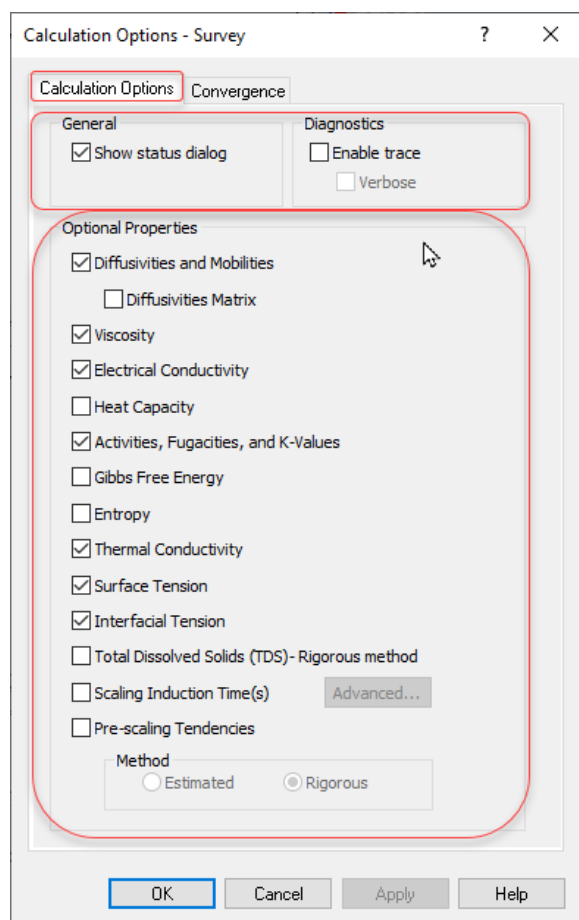 Calculation Options - Survey
?
Calculation Options
Convergence
General
Diagnostics
Show status dialog
Enable trace
Verbose
Optional Properties
Diffusivities and Mobilities
Diffusivities Matrix
Viscosity
Electrical Conductivity
Heat Capacity
Activities, Fugacities, and K-Values
Gibbs Free Energy
Entropy
Thermal Conductivity
Surface Tension
Interfacial Tension
Total Dissolved Solids (TDS)- Rigorous method
Scaling Induction Time(s)
Advanced...
Pre-scaling Tendencies
Method
Estimated
Rigorous
OK
Cancel
Apply
Help